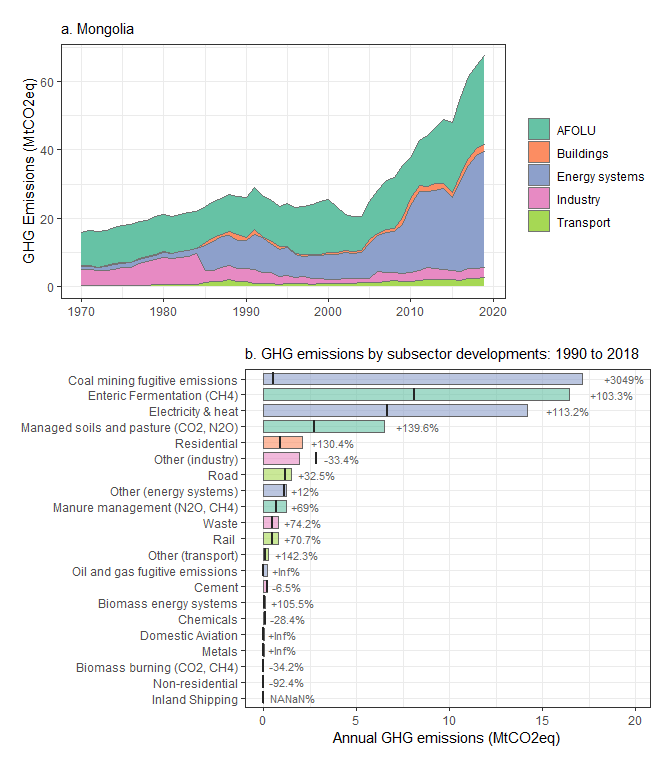 a. Mongolia
GHG Emissions (MtCO2eq)
60
40
20
0
1970
1980
1990
2000
2010
2020
AFOLU
Buildings
Energy systems
Industry
Transport
b. GHG emissions by subsector developments: 1990 to 2018
Coal mining fugitive emissions +3049%
Enteric Fermentation (CH4) +103.3%
Electricity & heat +113.2%
Managed soils and pasture (CO2, N2O) +139.6%
Residential +130.4%
Other (industry) -33.4%
Road +32.5%
Other (energy systems) +12%
Manure management (N2O, CH4) +69%
Waste +74.2%
Rail +70.7%
Other (transport) +142.3%
Oil and gas fugitive emissions +Inf%
Cement -6.5%
Biomass energy systems +105.5%
Chemicals -28.4%
Domestic Aviation +Inf%
Metals +Inf%
Biomass burning (CO2, CH4) -34.2%
Non-residential -92.4%
Inland Shipping NANaN%
0
5
10
15
20
Annual GHG emissions (MtCO2eq)